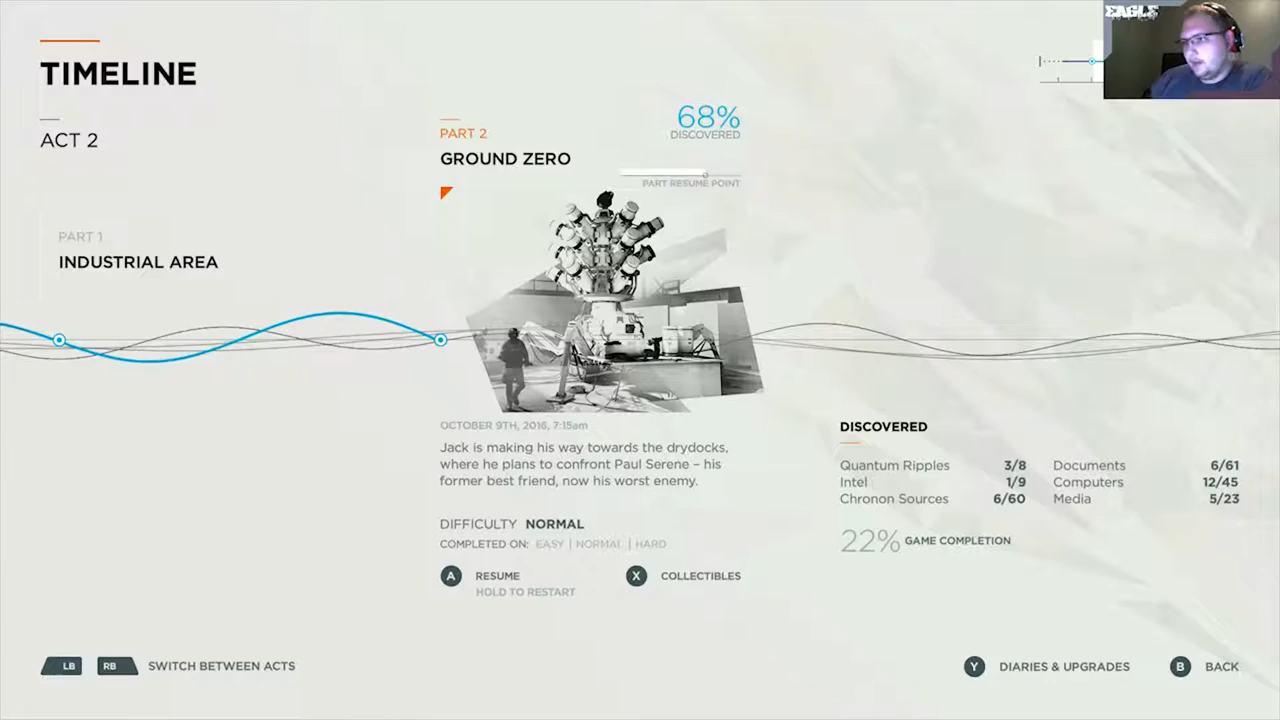 EAGLE
TIMELINE
ACT 2
PART 1
INDUSTRIAL AREA
PART 2
GROUND ZERO
68%
DISCOVERED
PART RESUME POINT
OCTOBER 9TH, 2016, 7:15am
Jack is making his way towards the drydocks,
where he plans to confront Paul Serene – his
former best friend, now his worst enemy.
DIFFICULTY NORMAL
COMPLETED ON: EASY | NORMAL | HARD
A RESUME
HOLD TO RESTART
X COLLECTIBLES
DISCOVERED
Quantum Ripples 3/8 Documents 6/61
Intel 1/9 Computers 12/45
Chronon Sources 6/60 Media 5/23
22% GAME COMPLETION
LB RB SWITCH BETWEEN ACTS
Y DIARIES & UPGRADES B BACK